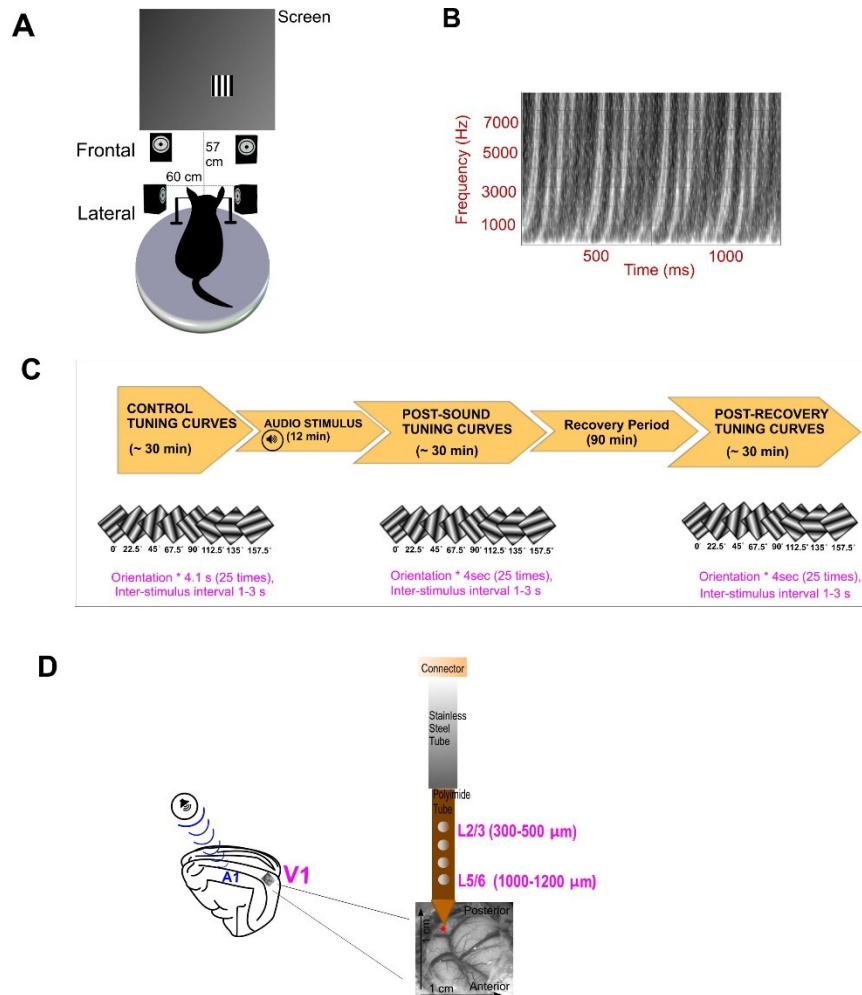 A
Screen
Frontal
57
cm
60 cm
Lateral
B
Frequency (Hz)
7000
5000
3000
1000
500
1000
Time (ms)
C
CONTROL
TUNING CURVES
(~ 30 min)
AUDIO STIMULUS
(12 min)
POST-SOUND
TUNING CURVES
(~ 30 min)
Recovery Period
(90 min)
POST-RECOVERY
TUNING CURVES
(~ 30 min)
0˚ 22.5˚ 45˚ 67.5˚ 90˚ 112.5˚ 135˚ 157.5˚
0˚ 22.5˚ 45˚ 67.5˚ 90˚ 112.5˚ 135˚ 157.5˚
0˚ 22.5˚ 45˚ 67.5˚ 90˚ 112.5˚ 135˚ 157.5˚
Orientation * 4.1 s (25 times),
Inter-stimulus interval 1-3 s
Orientation * 4sec (25 times),
Inter-stimulus interval 1-3 s
Orientation * 4sec (25 times),
Inter-stimulus interval 1-3 s
D
Connector
Stainless
Steel
Tube
Polyimide
Tube
L2/3 (300-500 µm)
L5/6 (1000-1200 µm)
A1
V1
Posterior
1 cm
1 cm
Anterior